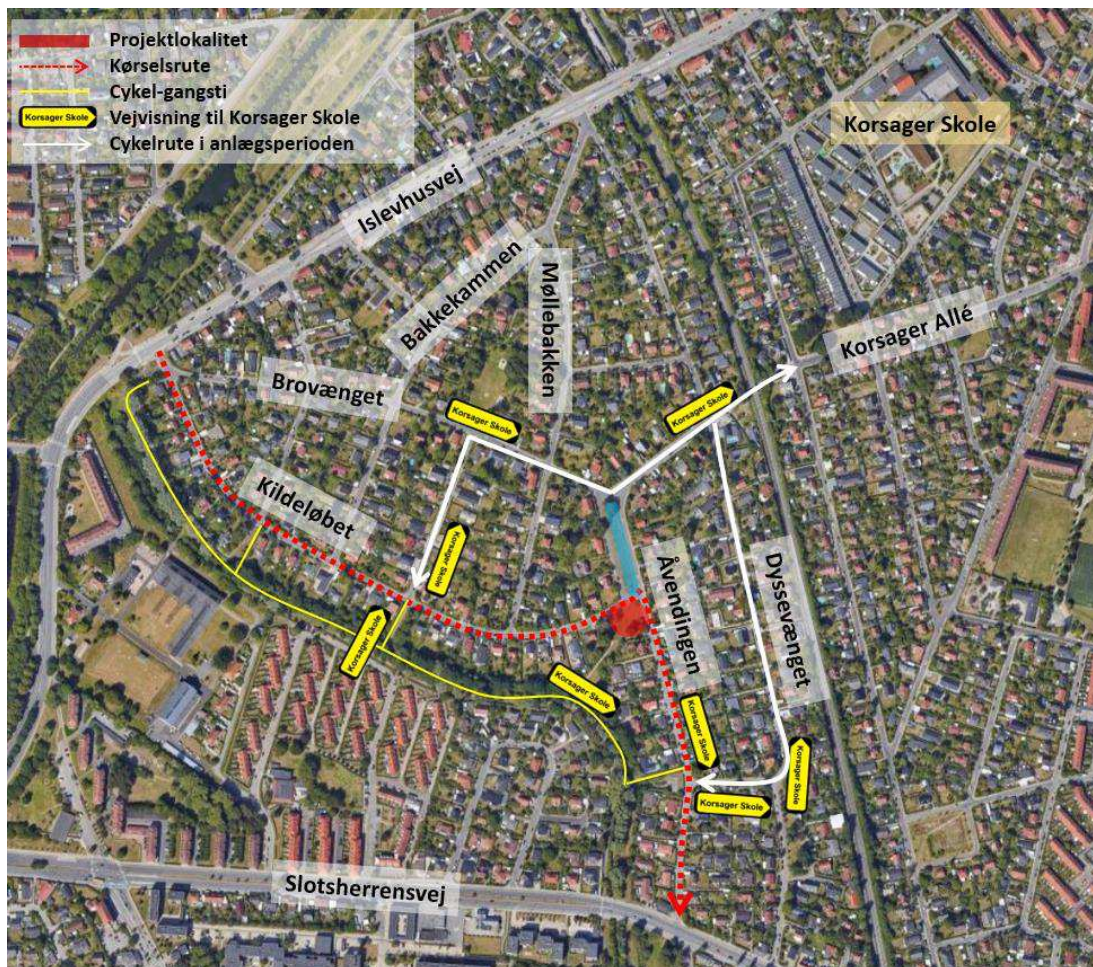 Projektlokalitet
Kørselsrute
Cykel-gangsti
Korsager Skole
Vejvisning til Korsager Skole
Cykelrute i anlægsperioden
Korsager Skole
Islevhusvej
Bakkekammen
Møllebakken
Korsager Allé
Brovænget
Korsager Skole
Korsager Skole
Kildeløbet
Korsager Skole
Åvendingen
Dyssevænget
Korsager Skole
Korsager Skole
Korsager Skole
Korsager Skole
Korsager Skole
Slotsherrensvej